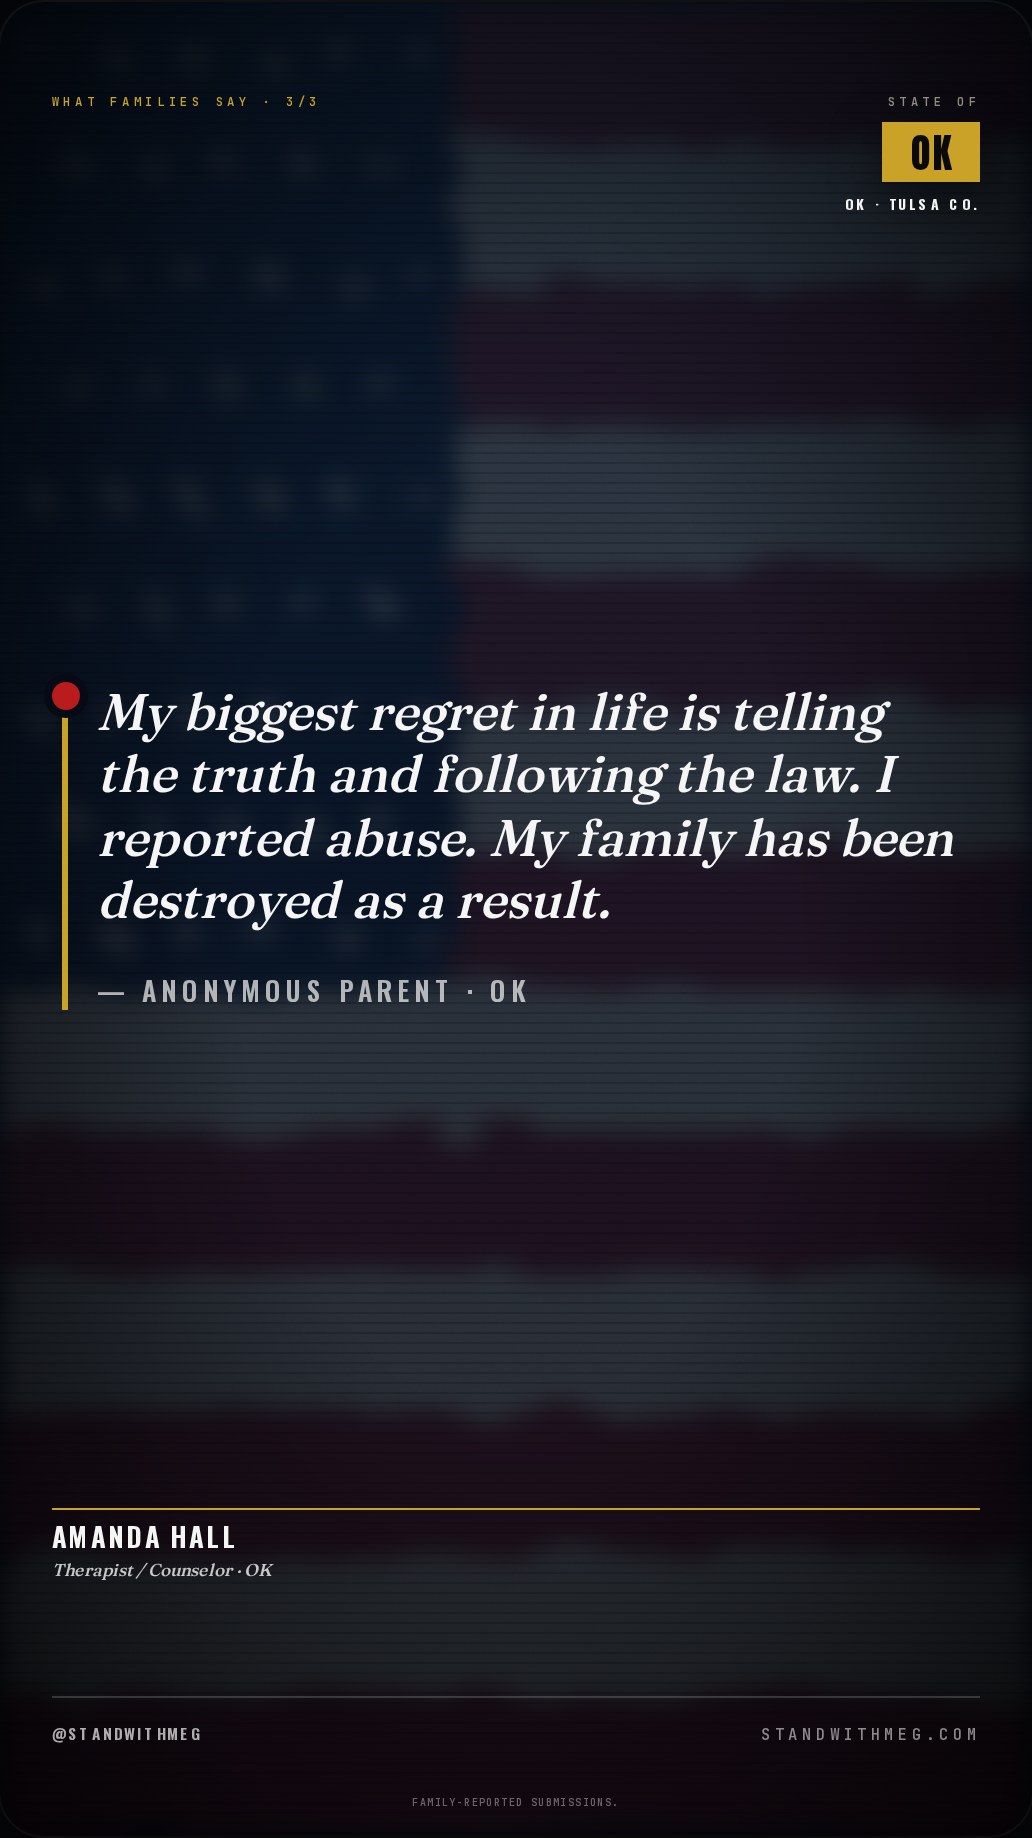 WHAT FAMILIES SAY · 3/3
STATE OF
OK
OK · TULSA CO.
My biggest regret in life is telling
the truth and following the law. I
reported abuse. My family has been
destroyed as a result.
— ANONYMOUS PARENT · OK
AMANDA HALL
Therapist / Counselor · OK
@STANDWITHMEG
STANDWITHMEG.COM
FAMILY-REPORTED SUBMISSIONS.